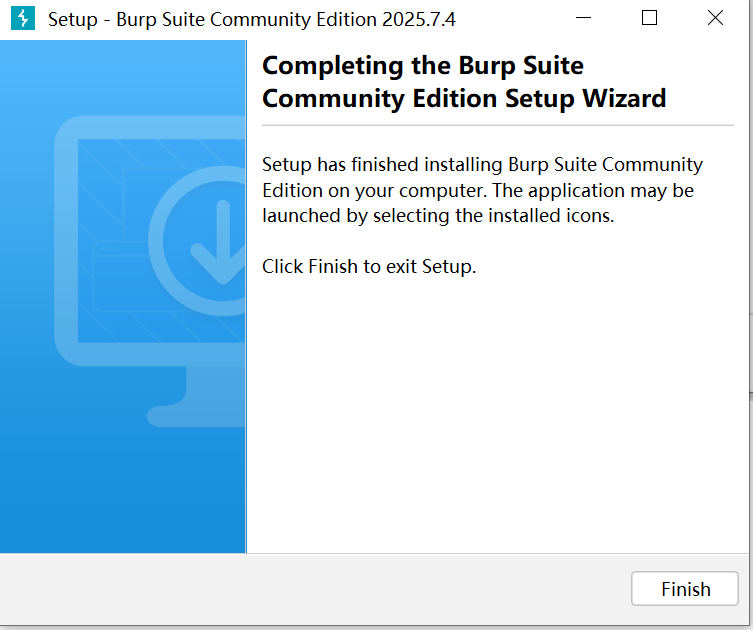 Setup - Burp Suite Community Edition 2025.7.4
Completing the Burp Suite
Community Edition Setup Wizard
Setup has finished installing Burp Suite Community
Edition on your computer. The application may be
launched by selecting the installed icons.
Click Finish to exit Setup.
Finish